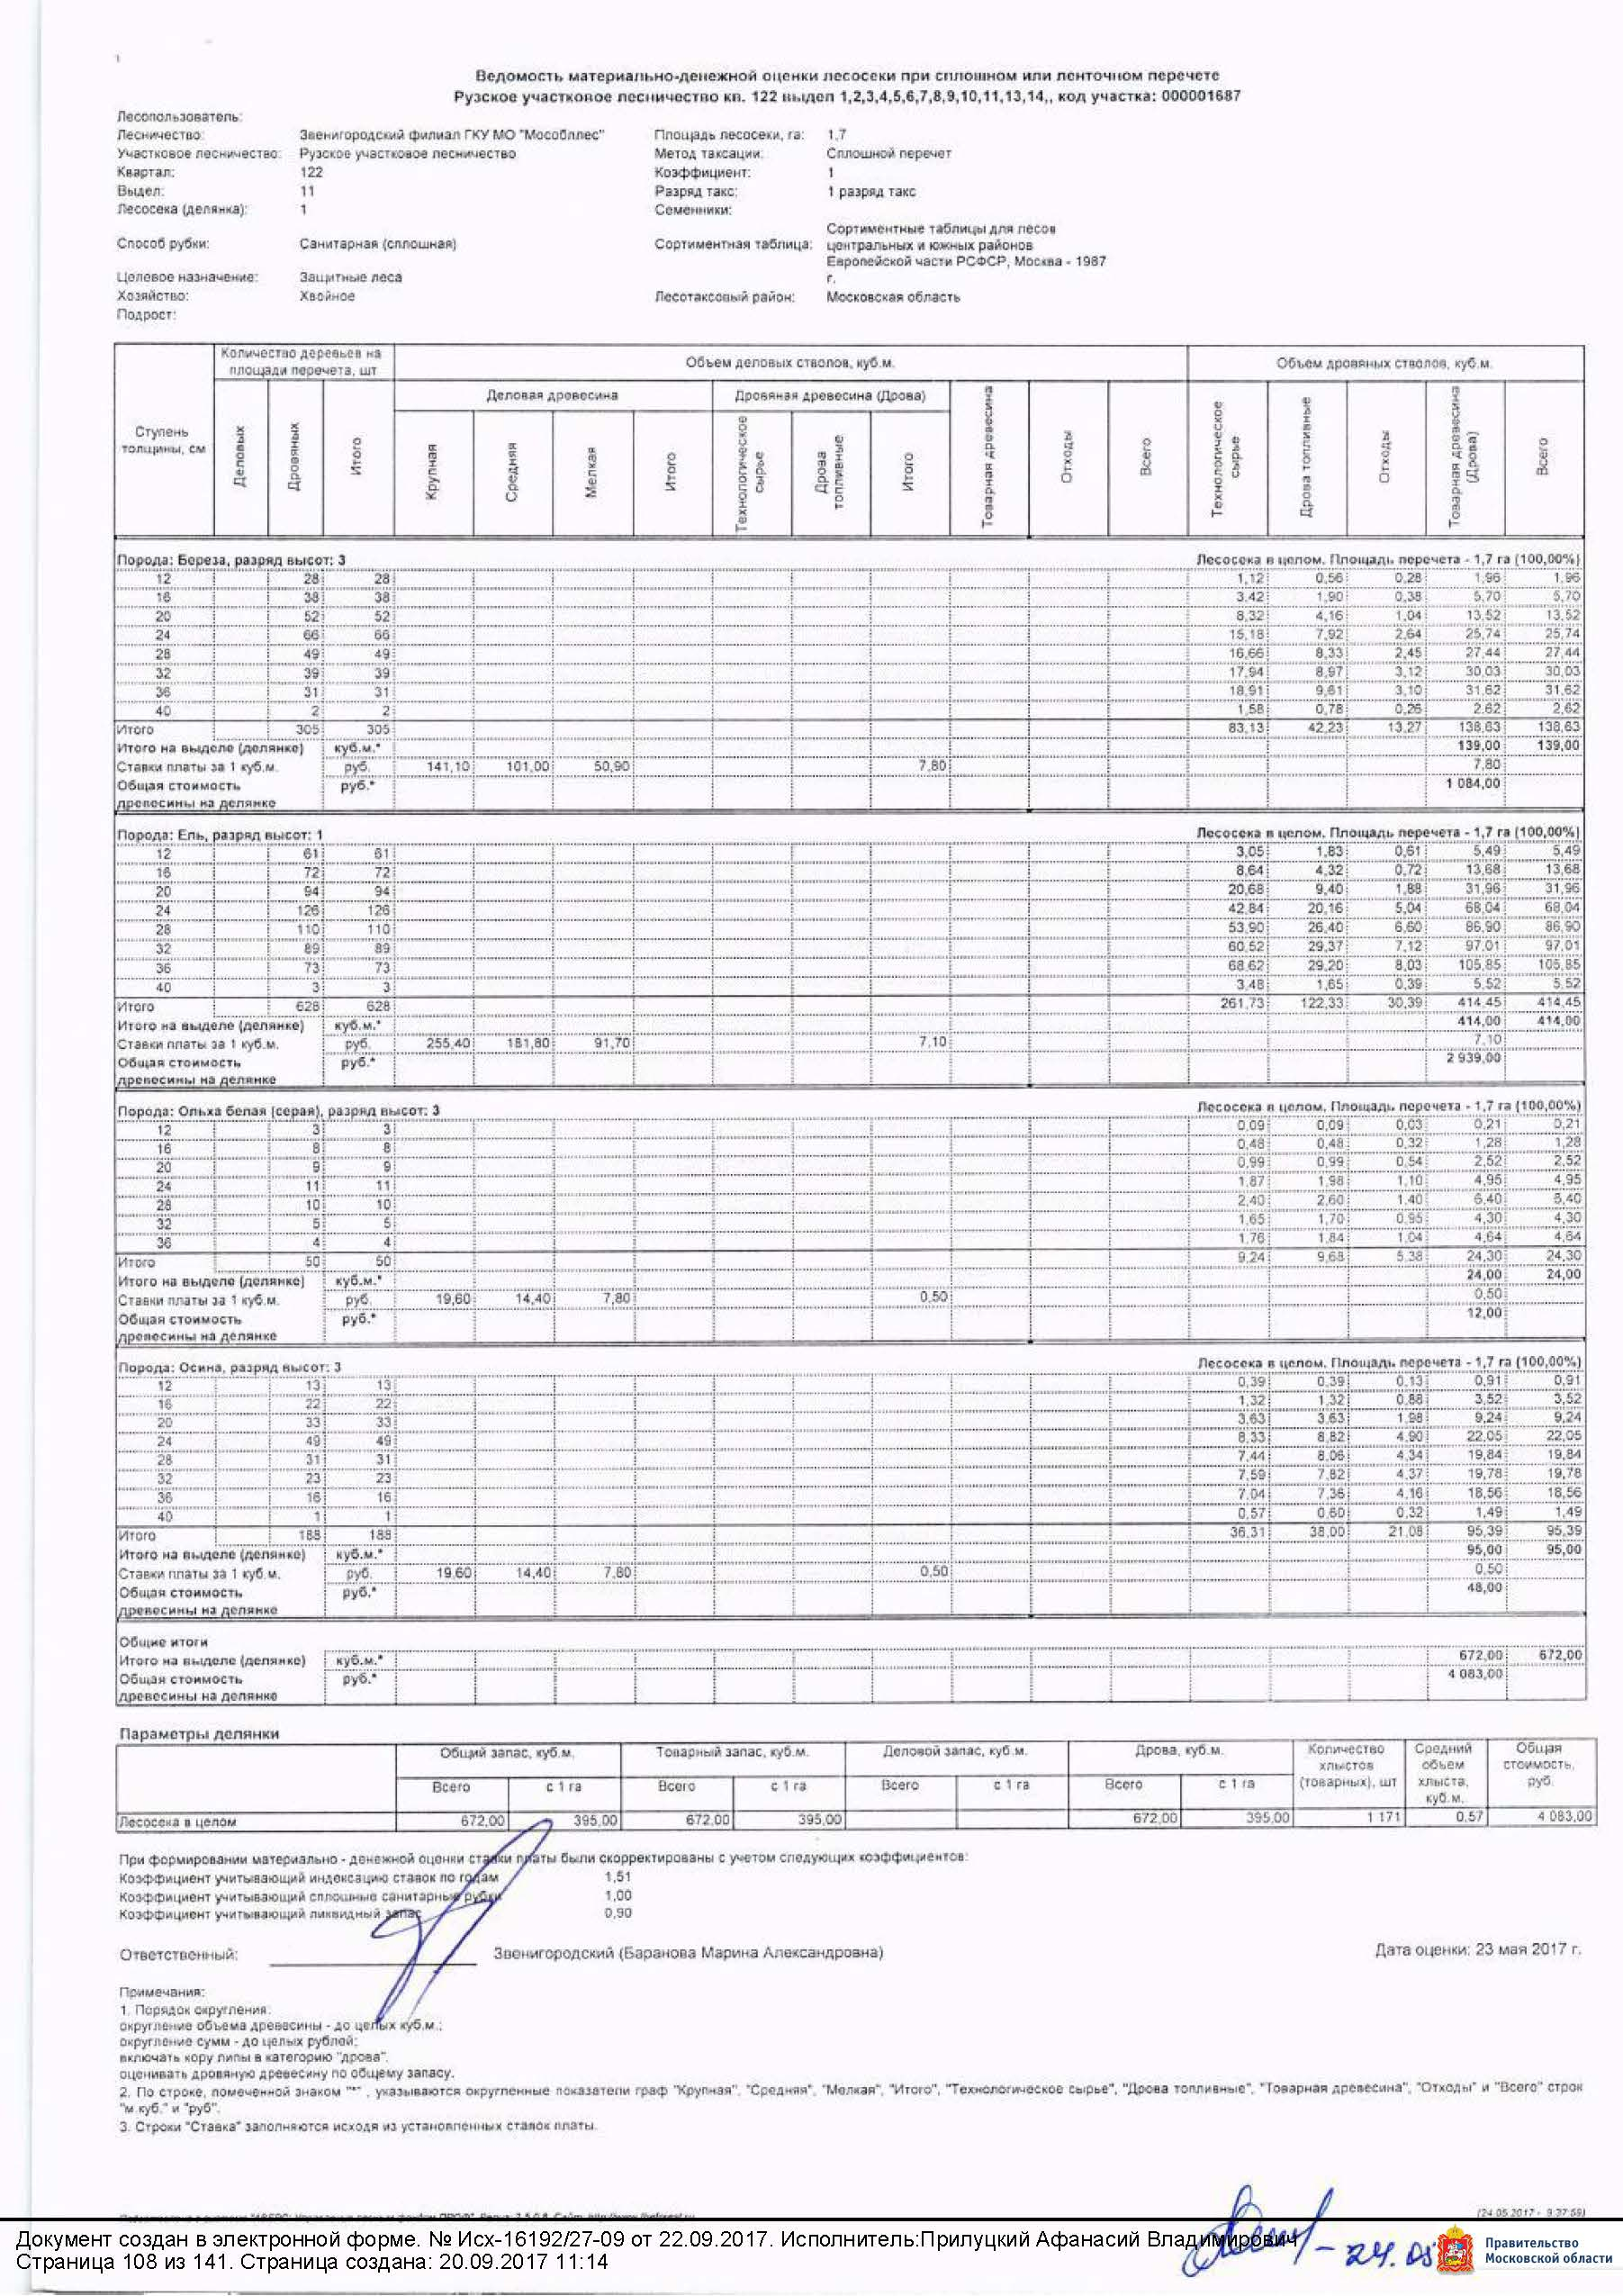 Ведомость материально-денежной оценки лесосеки при сплошном или ленточном перечете
Рузское участковое лесничество кв. 122 выдел 1,2,3,4,5,6,7,8,9,10,11,13,14,, код участка: 000001687
Лесопользователь:
Лесничество: Звенигородский филиал ГКУ МО "Мособллес" Площадь лесосеки, га: 1,7
Участковое лесничество: Рузское участковое лесничество Метод таксации: Сплошной перечет
Квартал: 122 Коэффициент: 1
Выдел: 11 Разряд такс: 1 разряд такс
Лесосека (делянка): 1 Семенники:
Способ рубки: Санитарная (сплошная) Сортиментная таблица: Сортиментные таблицы для лесов
центральных и южных районов
Европейской части РСФСР, Москва - 1987
г.
Целевое назначение: Защитные леса
Хозяйство: Хвойное Лесотаксовый район: Московская область
Подрост:
Ступень толщины, см Количество деревьев на площади перечета, шт Объем деловых стволов, куб.м. Объем дровяных стволов, куб.м.
Деловая древесина Дровяная древесина (Дрова)
Деловых Дровяных Итого Крупная Средняя Мелкая Итого Технологическое сырье Дрова топливные Итого Товарная древесина Отходы Всего Технологическое сырье Дрова топливные Отходы Товарная древесина (Дрова) Всего
Порода: Береза, разряд высот: 3 Лесосека в целом. Площадь перечета - 1,7 га (100,00%)
12 28 28 1,12 0,56 0,28 1,96 1,96
16 38 38 3,42 1,90 0,38 5,70 5,70
20 52 52 8,32 4,16 1,04 13,52 13,52
24 66 66 15,18 7,92 2,64 25,74 25,74
28 49 49 16,66 8,33 2,45 27,44 27,44
32 39 39 17,94 8,97 3,12 30,03 30,03
36 31 31 18,91 9,61 3,10 31,62 31,62
40 2 2 1,58 0,78 0,26 2,62 2,62
Итого 305 305 83,13 42,23 13,27 138,63 138,63
Итого на выделе (делянке) куб.м.* 139,00 139,00
Ставки платы за 1 куб.м. руб. 141,10 101,00 50,90 7,80 7,80
Общая стоимость руб.* 1 084,00
древесины на делянке
Порода: Ель, разряд высот: 1 Лесосека в целом. Площадь перечета - 1,7 га (100,00%)
12 61 61 3,05 1,83 0,61 5,49 5,49
16 72 72 8,64 4,32 0,72 13,68 13,68
20 94 94 20,68 9,40 1,88 31,96 31,96
24 126 126 42,84 20,16 5,04 68,04 68,04
28 110 110 53,90 26,40 6,60 86,90 86,90
32 89 89 60,52 29,37 7,12 97,01 97,01
36 73 73 68,62 29,20 8,03 105,85 105,85
40 3 3 3,48 1,65 0,39 5,52 5,52
Итого 628 628 261,73 122,33 30,39 414,45 414,45
Итого на выделе (делянке) куб.м.* 414,00 414,00
Ставки платы за 1 куб.м. руб. 255,40 181,80 91,70 7,10 7,10
Общая стоимость руб.* 2 939,00
древесины на делянке
Порода: Ольха белая (серая), разряд высот: 3 Лесосека в целом. Площадь перечета - 1,7 га (100,00%)
12 3 3 0,09 0,09 0,03 0,21 0,21
16 8 8 0,48 0,48 0,32 1,28 1,28
20 9 9 0,99 0,99 0,54 2,52 2,52
24 11 11 1,87 1,98 1,10 4,95 4,95
28 10 10 2,40 2,60 1,40 6,40 6,40
32 5 5 1,65 1,70 0,95 4,30 4,30
36 4 4 1,76 1,84 1,04 4,64 4,64
Итого 50 50 9,24 9,68 5,38 24,30 24,30
Итого на выделе (делянке) куб.м.* 24,00 24,00
Ставки платы за 1 куб.м. руб. 19,60 14,40 7,80 0,50 0,50
Общая стоимость руб.* 12,00
древесины на делянке
Порода: Осина, разряд высот: 3 Лесосека в целом. Площадь перечета - 1,7 га (100,00%)
12 13 13 0,39 0,39 0,13 0,91 0,91
16 22 22 1,32 1,32 0,88 3,52 3,52
20 33 33 3,63 3,63 1,98 9,24 9,24
24 49 49 8,33 8,82 4,90 22,05 22,05
28 31 31 7,44 8,06 4,34 19,84 19,84
32 23 23 7,59 7,82 4,37 19,78 19,78
36 16 16 7,04 7,36 4,16 18,56 18,56
40 1 1 0,57 0,60 0,32 1,49 1,49
Итого 188 188 36,31 38,00 21,08 95,39 95,39
Итого на выделе (делянке) куб.м.* 95,00 95,00
Ставки платы за 1 куб.м. руб. 19,60 14,40 7,80 0,50 0,50
Общая стоимость руб.* 48,00
древесины на делянке
Общие итоги
Итого на выделе (делянке) куб.м.* 672,00 672,00
Общая стоимость руб.* 4 083,00
древесины на делянке
Параметры делянки
Общий запас, куб.м. Товарный запас, куб.м. Деловой запас, куб.м. Дрова, куб.м. Количество хлыстов (товарных), шт Средний объем хлыста, куб.м. Общая стоимость, руб.
Всего с 1 га Всего с 1 га Всего с 1 га Всего с 1 га
Лесосека в целом 672,00 395,00 672,00 395,00 672,00 395,00 1 171 0,57 4 083,00
При формировании материально - денежной оценки ставки платы были скорректированы с учетом следующих коэффициентов:
Коэффициент учитывающий индексацию ставок по годам 1,51
Коэффициент учитывающий сплошные санитарные рубки 1,00
Коэффициент учитывающий ликвидный запас 0,90
Ответственный: Звенигородский (Баранова Марина Александровна) Дата оценки: 23 мая 2017 г.
Примечания:
1. Порядок округления:
округление объема древесины - до целых куб.м.;
округление сумм - до целых рублей;
включать кору липы в категорию "дрова".
оценивать дровяную древесину по общему запасу.
2. По строке, помеченной знаком "*" , указываются округленные показатели граф "Крупная", "Средняя", "Мелкая", "Итого", "Технологическое сырье", "Дрова топливные", "Товарная древесина", "Отходы" и "Всего" строк
"м.куб." и "руб".
3. Строки "Ставка" заполняются исходя из установленных ставок платы.
(24.05.2017 - 9:37:59)
Документ создан в электронной форме. № Исх-16192/27-09 от 22.09.2017. Исполнитель:Прилуцкий Афанасий Владимирович
Страница 108 из 141. Страница создана: 20.09.2017 11:14
- 24.05
Правительство
Московской области